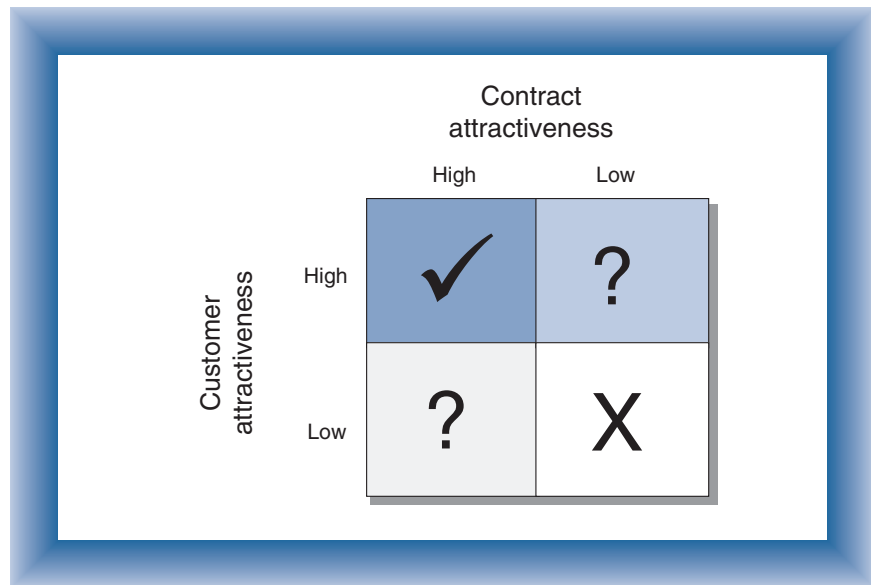 Contract
attractiveness
High Low
Customer
attractiveness
High ✓ ?
Low ? X